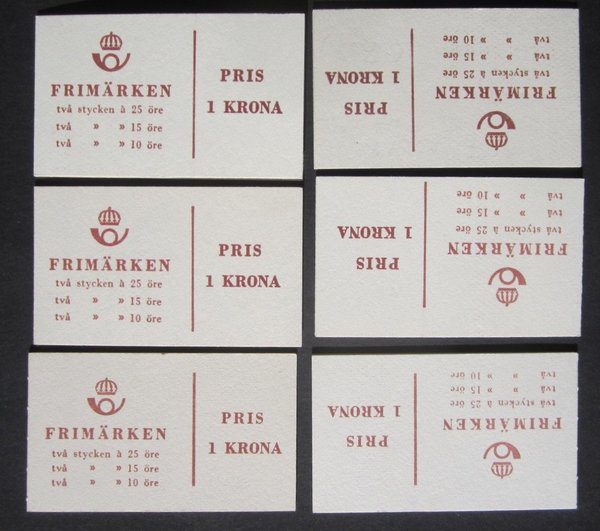 FRIMÄRKEN
två stycken à 25 öre
två » » 15 öre
två » » 10 öre
PRIS
1 KRONA
FRIMÄRKEN
två stycken à 25 öre
två » » 15 öre
två » » 10 öre
PRIS
1 KRONA
FRIMÄRKEN
två stycken à 25 öre
två » » 15 öre
två » » 10 öre
PRIS
1 KRONA
FRIMÄRKEN
två stycken à 25 öre
två » » 15 öre
två » » 10 öre
PRIS
1 KRONA
FRIMÄRKEN
två stycken à 25 öre
två » » 15 öre
två » » 10 öre
PRIS
1 KRONA
FRIMÄRKEN
två stycken à 25 öre
två » » 15 öre
två » » 10 öre
PRIS
1 KRONA